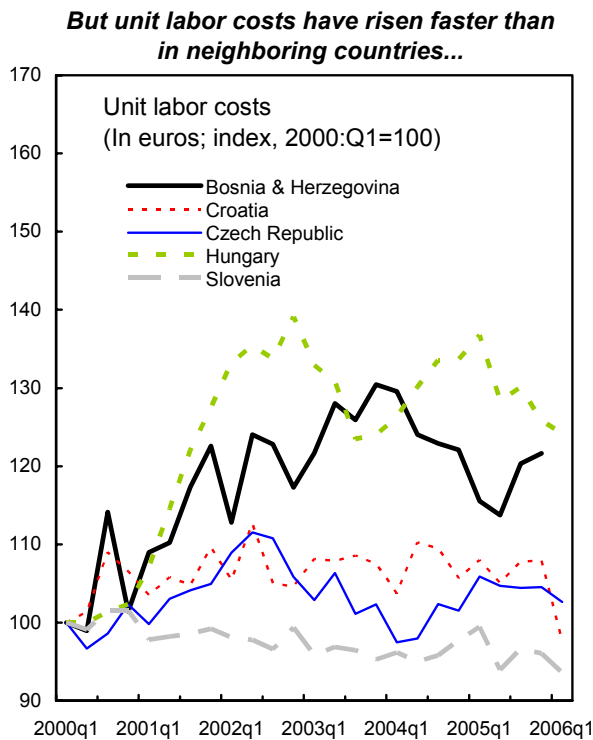 But unit labor costs have risen faster than
in neighboring countries...
170
Unit labor costs
(In euros; index, 2000:Q1=100)
160
Bosnia & Herzegovina
Croatia
150
Czech Republic
Hungary
Slovenia
140
130
120
110
100
90
2000q1 2001q1 2002q1 2003q1 2004q1 2005q1 2006q1